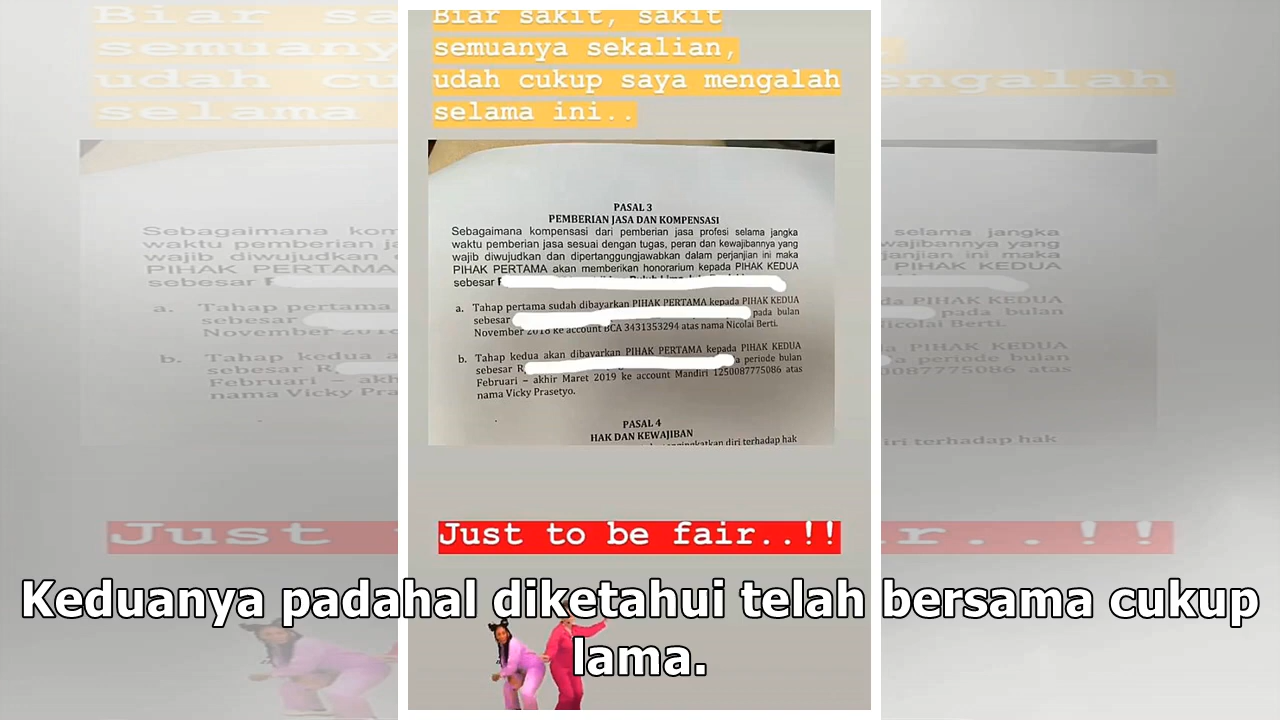 Biar sakit, sakit
semuanya sekalian,
udah cukup saya mengalah
selama ini..
PASAL 3
PEMBERIAN JASA DAN KOMPENSASI
Sebagaimana kompensasi dari pemberian jasa profesi selama jangka
waktu pemberian jasa sesuai dengan tugas, peran dan kewajibannya yang
wajib diwujudkan dan dipertanggungjawabkan dalam perjanjian ini maka
PIHAK PERTAMA akan memberikan honorarium kepada PIHAK KEDUA
sebesar
a. Tahap pertama sudah dibayarkan PIHAK PERTAMA kepada PIHAK KEDUA
sebesar pada bulan
November 2018 ke account BCA 3431353294 atas nama Nicolai Berti.
b. Tahap kedua akan dibayarkan PIHAK PERTAMA kepada PIHAK KEDUA
sebesar R a periode bulan
Februari – akhir Maret 2019 ke account Mandiri 1250087775086 atas
nama Vicky Prasetyo.
PASAL 4
HAK DAN KEWAJIBAN
diri terhadap hak
Just to be fair..!!
Keduanya padahal diketahui telah bersama cukup
lama.